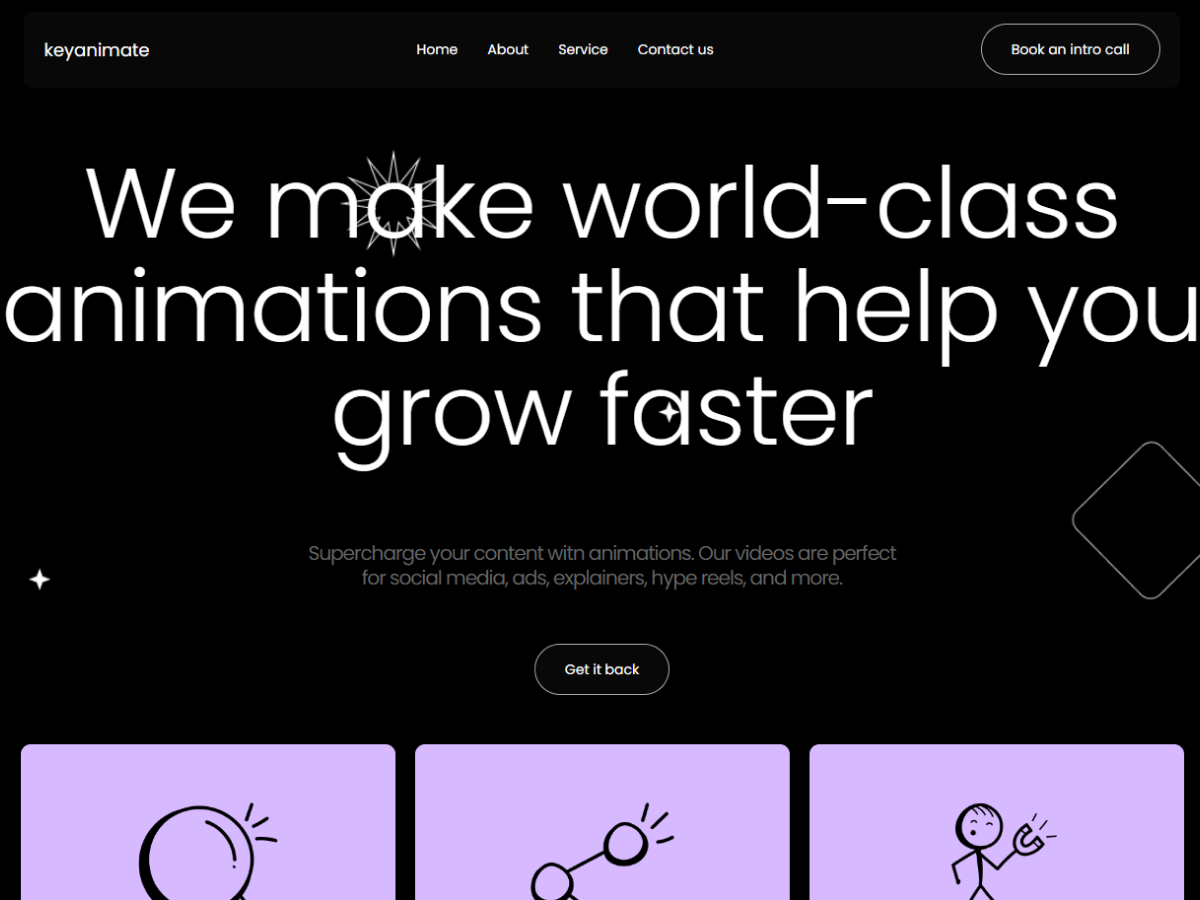 keyanimate
Home
About
Service
Contact us
Book an intro call
We make world-class
animations that help you
grow faster
Supercharge your content witn animations. Our videos are perfect
for social media, ads, explainers, hype reels, and more.
Get it back